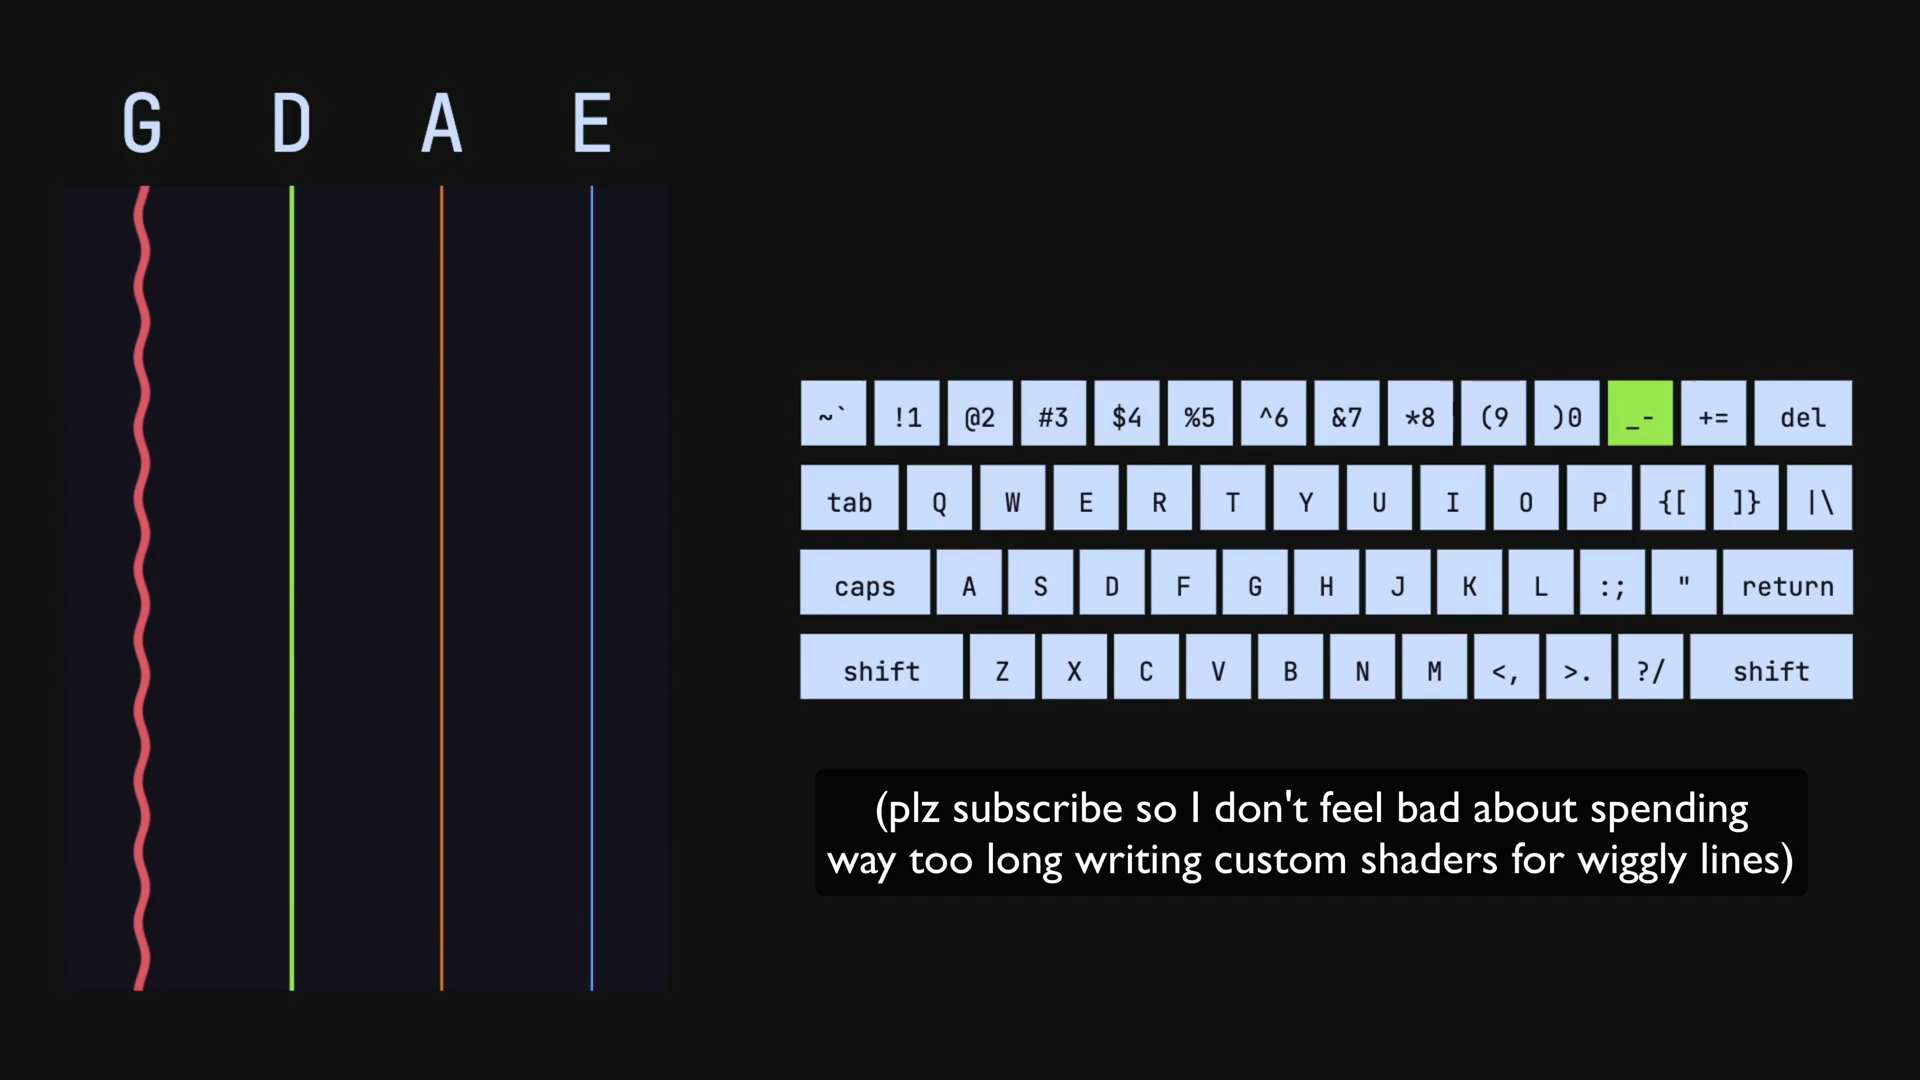 G D A E
~` !1 @2 #3 $4 %5 ^6 &7 *8 (9 )0 _- += del
tab Q W E R T Y U I O P {[ ]} |\
caps A S D F G H J K L :; " return
shift Z X C V B N M <, >. ?/ shift
(plz subscribe so I don't feel bad about spending
way too long writing custom shaders for wiggly lines)